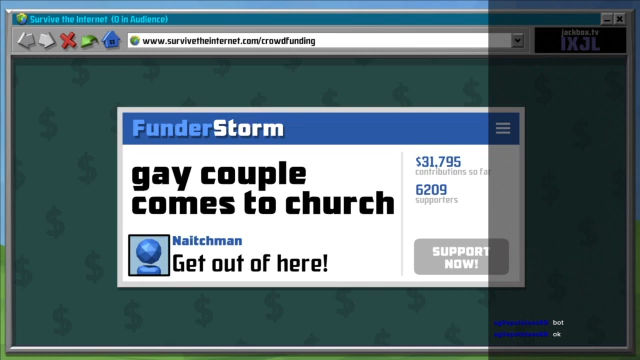 Survive the Internet (0 in Audience)
www.survivetheinternet.com/crowdfunding
jackbox.tv
IXJL
FunderStorm
gay couple
comes to church
$31,795
contributions so far
6209
supporters
Naitchman
Get out of here!
SUPPORT
NOW!
bot
ok